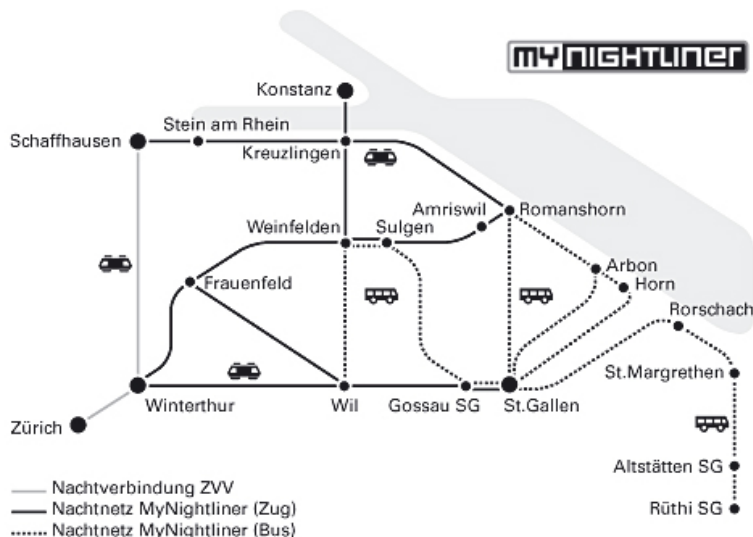 MYNIGHTLINER
Konstanz
Schaffhausen
Stein am Rhein
Kreuzlingen
Amriswil
Romanshorn
Weinfelden
Sulgen
Frauenfeld
Arbon
Horn
Rorschach
St.Margrethen
Winterthur
Wil
Gossau SG
St.Gallen
Zürich
Altstätten SG
Rüthi SG
Nachtverbindung ZVV
Nachtnetz MyNightliner (Zug)
Nachtnetz MyNightliner (Bus)